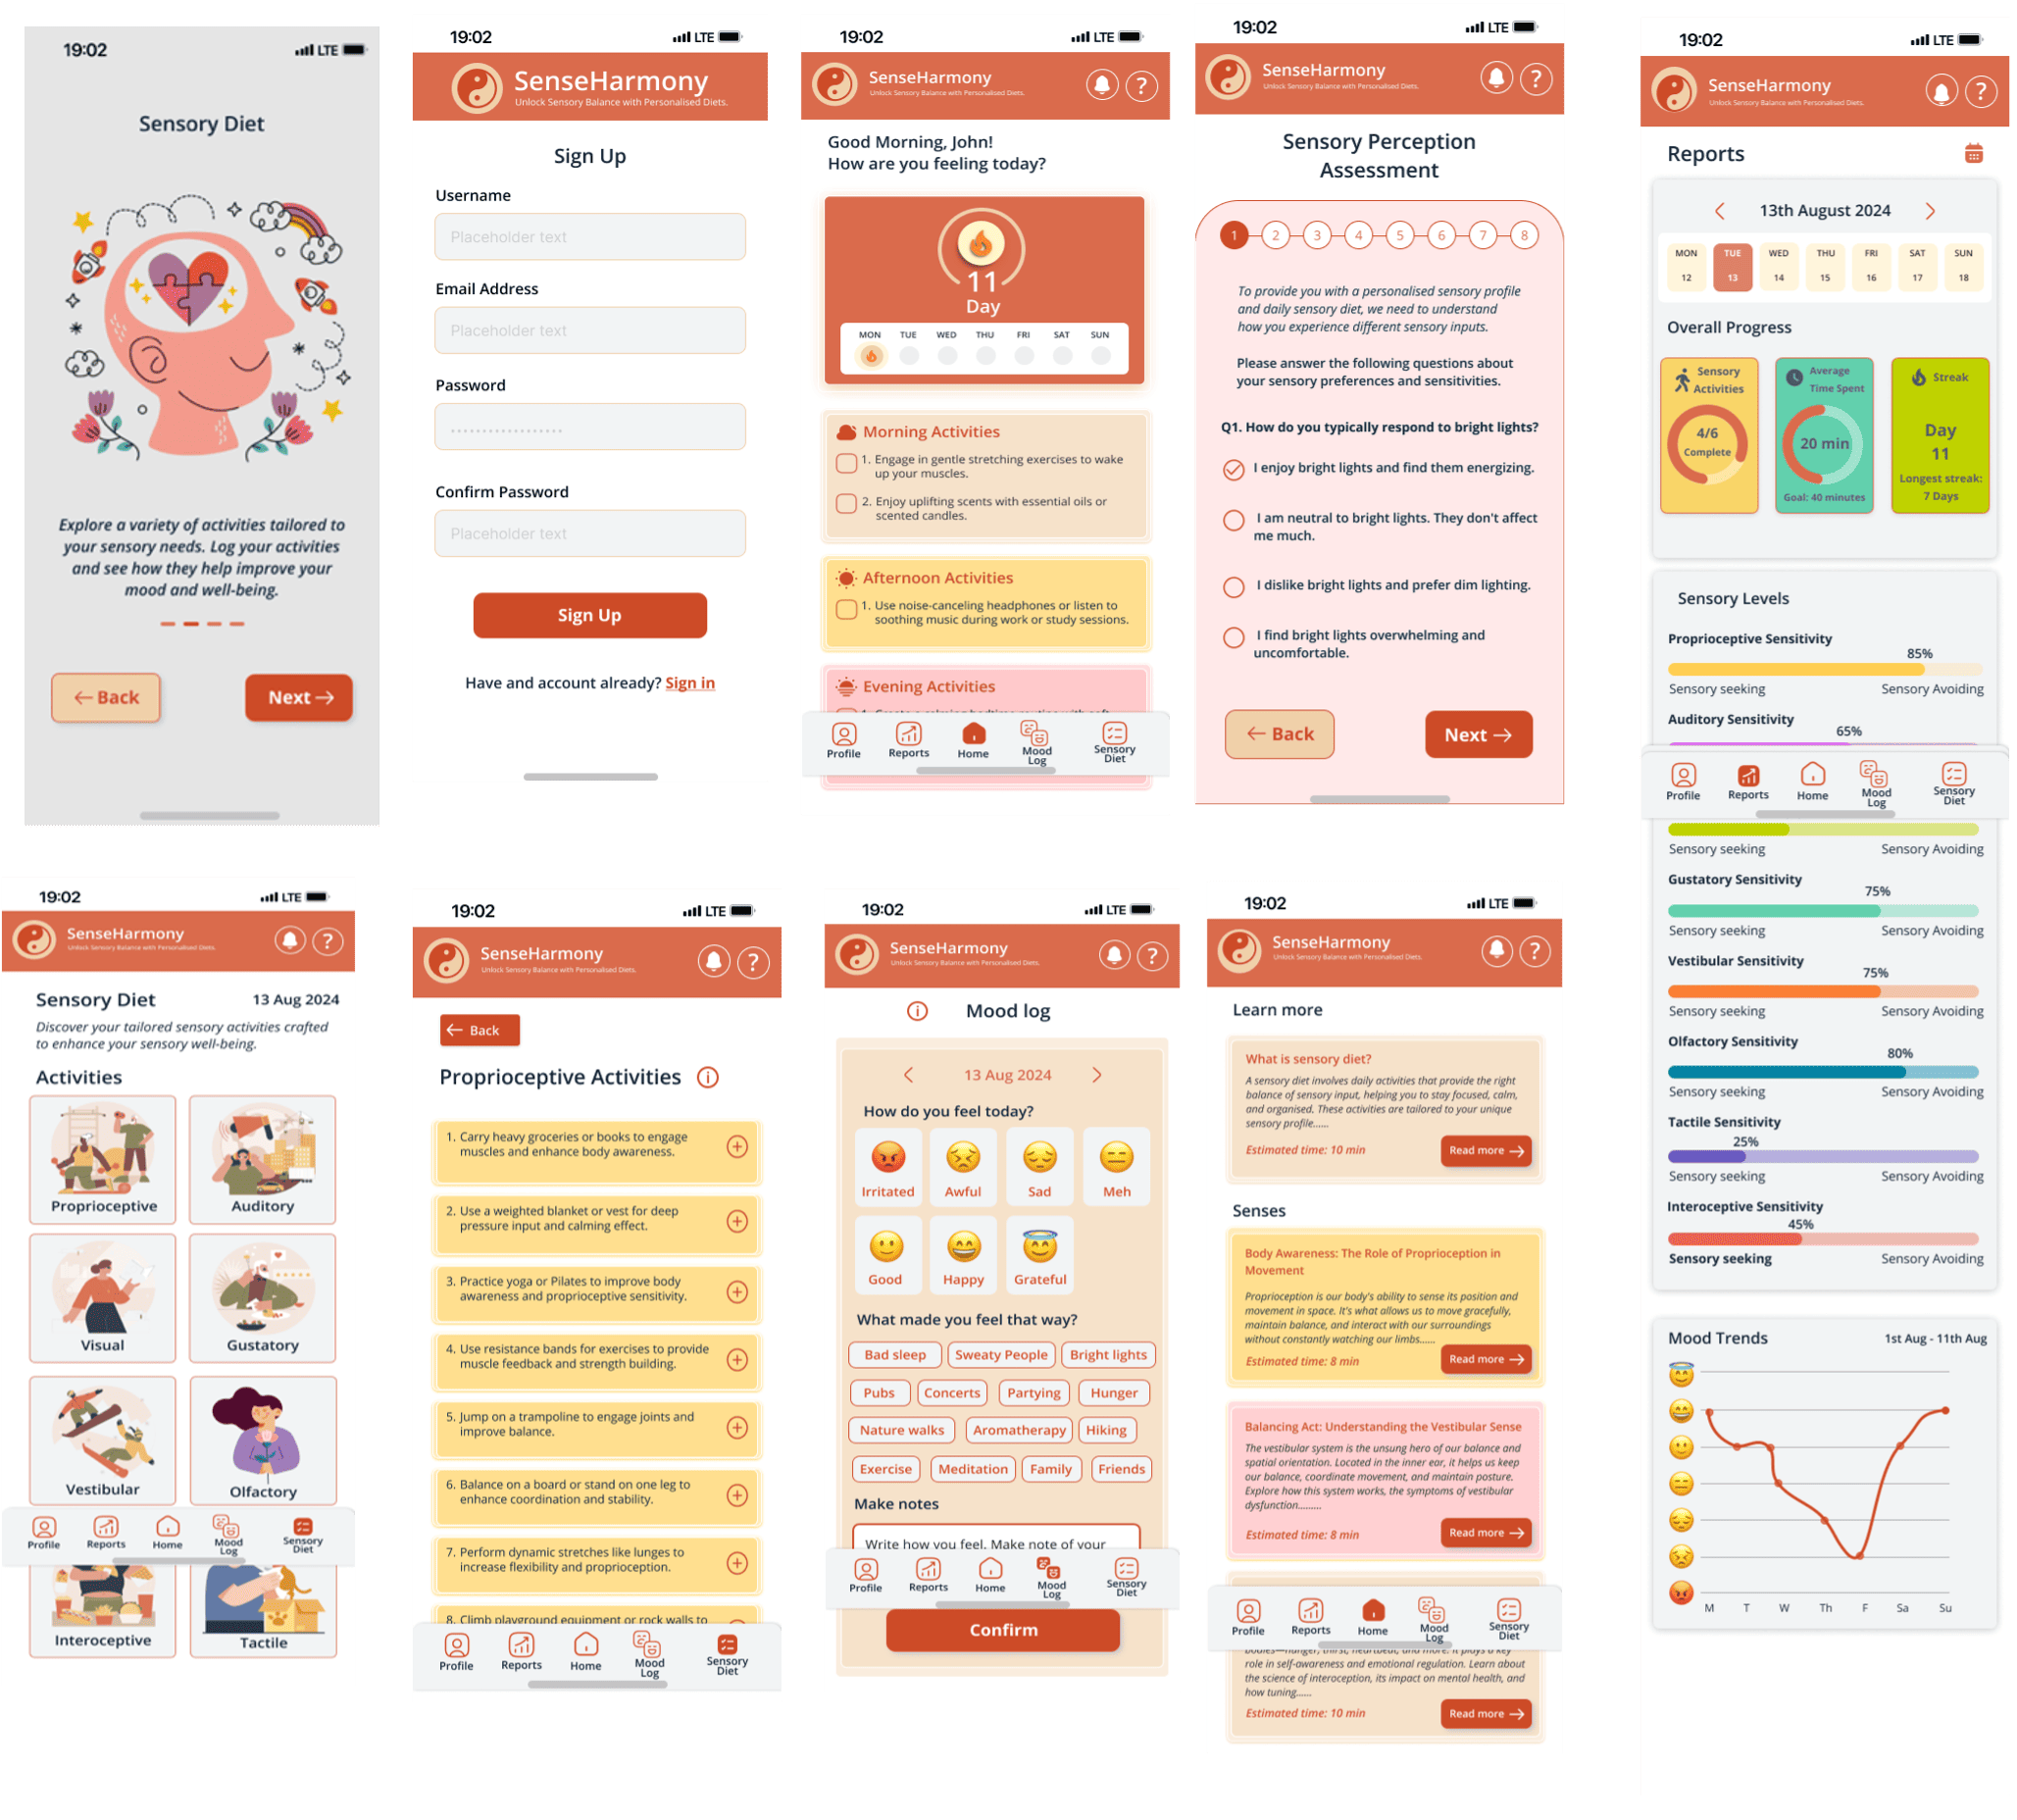 19:02
LTE
Sensory Diet
Explore a variety of activities tailored to
your sensory needs. Log your activities
and see how they help improve your
mood and well-being.
← Back
Next →
19:02
LTE
SenseHarmony
Unlock Sensory Balance with Personalised Diets.
Sign Up
Username
Placeholder text
Email Address
Placeholder text
Password
Confirm Password
Placeholder text
Sign Up
Have and account already? Sign in
19:02
LTE
SenseHarmony
Unlock Sensory Balance with Personalised Diets.
?
Good Morning, John!
How are you feeling today?
11
Day
MON TUE WED THU FRI SAT SUN
Morning Activities
1. Engage in gentle stretching exercises to wake
up your muscles.
2. Enjoy uplifting scents with essential oils or
scented candles.
Afternoon Activities
1. Use noise-canceling headphones or listen to
soothing music during work or study sessions.
Evening Activities
Profile Reports Home Mood Log Sensory Diet
19:02
LTE
SenseHarmony
Unlock Sensory Balance with Personalised Diets.
?
Sensory Perception
Assessment
1 2 3 4 5 6 7 8
To provide you with a personalised sensory profile
and daily sensory diet, we need to understand
how you experience different sensory inputs.
Please answer the following questions about
your sensory preferences and sensitivities.
Q1. How do you typically respond to bright lights?
I enjoy bright lights and find them energizing.
I am neutral to bright lights. They don't affect
me much.
I dislike bright lights and prefer dim lighting.
I find bright lights overwhelming and
uncomfortable.
← Back
Next →
19:02
LTE
SenseHarmony
Unlock Sensory Balance with Personalised Diets.
?
Reports
13th August 2024
MON TUE WED THU FRI SAT SUN
12 13 14 15 16 17 18
Overall Progress
Sensory
Activities
4/6
Complete
Average
Time Spent
20 min
Goal: 40 minutes
Streak
Day
11
Longest streak:
7 Days
Sensory Levels
Proprioceptive Sensitivity
85%
Sensory seeking Sensory Avoiding
Auditory Sensitivity
65%
Profile Reports Home Mood Log Sensory Diet
Sensory seeking Sensory Avoiding
Gustatory Sensitivity
75%
Sensory seeking Sensory Avoiding
Vestibular Sensitivity
75%
Sensory seeking Sensory Avoiding
Olfactory Sensitivity
80%
Sensory seeking Sensory Avoiding
Tactile Sensitivity
25%
Sensory seeking Sensory Avoiding
Interoceptive Sensitivity
45%
Sensory seeking Sensory Avoiding
Mood Trends 1st Aug - 11th Aug
M T W Th F Sa Su
19:02
LTE
SenseHarmony
Unlock Sensory Balance with Personalised Diets.
?
Sensory Diet 13 Aug 2024
Discover your tailored sensory activities crafted
to enhance your sensory well-being.
Activities
Proprioceptive Auditory
Visual Gustatory
Vestibular Olfactory
Profile Reports Home Mood Log Sensory Diet
Interoceptive Tactile
19:02
LTE
SenseHarmony
Unlock Sensory Balance with Personalised Diets.
?
← Back
Proprioceptive Activities
1. Carry heavy groceries or books to engage
muscles and enhance body awareness.
2. Use a weighted blanket or vest for deep
pressure input and calming effect.
3. Practice yoga or Pilates to improve body
awareness and proprioceptive sensitivity.
4. Use resistance bands for exercises to provide
muscle feedback and strength building.
5. Jump on a trampoline to engage joints and
improve balance.
6. Balance on a board or stand on one leg to
enhance coordination and stability.
7. Perform dynamic stretches like lunges to
increase flexibility and proprioception.
8. Climb playground equipment or rock walls to
Profile Reports Home Mood Log Sensory Diet
19:02
LTE
SenseHarmony
Unlock Sensory Balance with Personalised Diets.
?
Mood log
13 Aug 2024
How do you feel today?
Irritated Awful Sad Meh
Good Happy Grateful
What made you feel that way?
Bad sleep Sweaty People Bright lights
Pubs Concerts Partying Hunger
Nature walks Aromatherapy Hiking
Exercise Meditation Family Friends
Make notes
Write how you feel. Make note of your
Profile Reports Home Mood Log Sensory Diet
Confirm
19:02
LTE
SenseHarmony
Unlock Sensory Balance with Personalised Diets.
?
Learn more
What is sensory diet?
A sensory diet involves daily activities that provide the right
balance of sensory input, helping you to stay focused, calm,
and organised. These activities are tailored to your unique
sensory profile......
Estimated time: 10 min Read more →
Senses
Body Awareness: The Role of Proprioception in
Movement
Proprioception is our body's ability to sense its position and
movement in space. It's what allows us to move gracefully,
maintain balance, and interact with our surroundings
without constantly watching our limbs......
Estimated time: 8 min Read more →
Balancing Act: Understanding the Vestibular Sense
The vestibular system is the unsung hero of our balance and
spatial orientation. Located in the inner ear, it helps us keep
our balance, coordinate movement, and maintain posture.
Explore how this system works, the symptoms of vestibular
dysfunction.........
Estimated time: 8 min Read more →
Profile Reports Home Mood Log Sensory Diet
bodies—hunger, thirst, heartbeat, and more. It plays a key
role in self-awareness and emotional regulation. Learn about
the science of interoception, its impact on mental health, and
how tuning......
Estimated time: 10 min Read more →